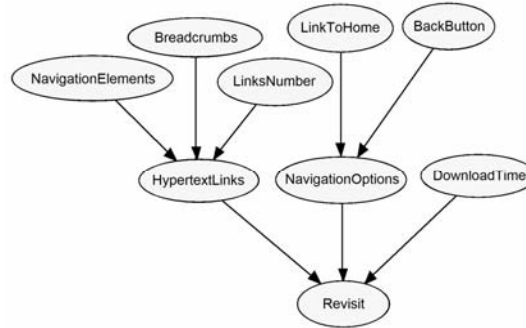 Breadcrumbs
LinkToHome
BackButton
NavigationElements
LinksNumber
HypertextLinks
NavigationOptions
DownloadTime
Revisit